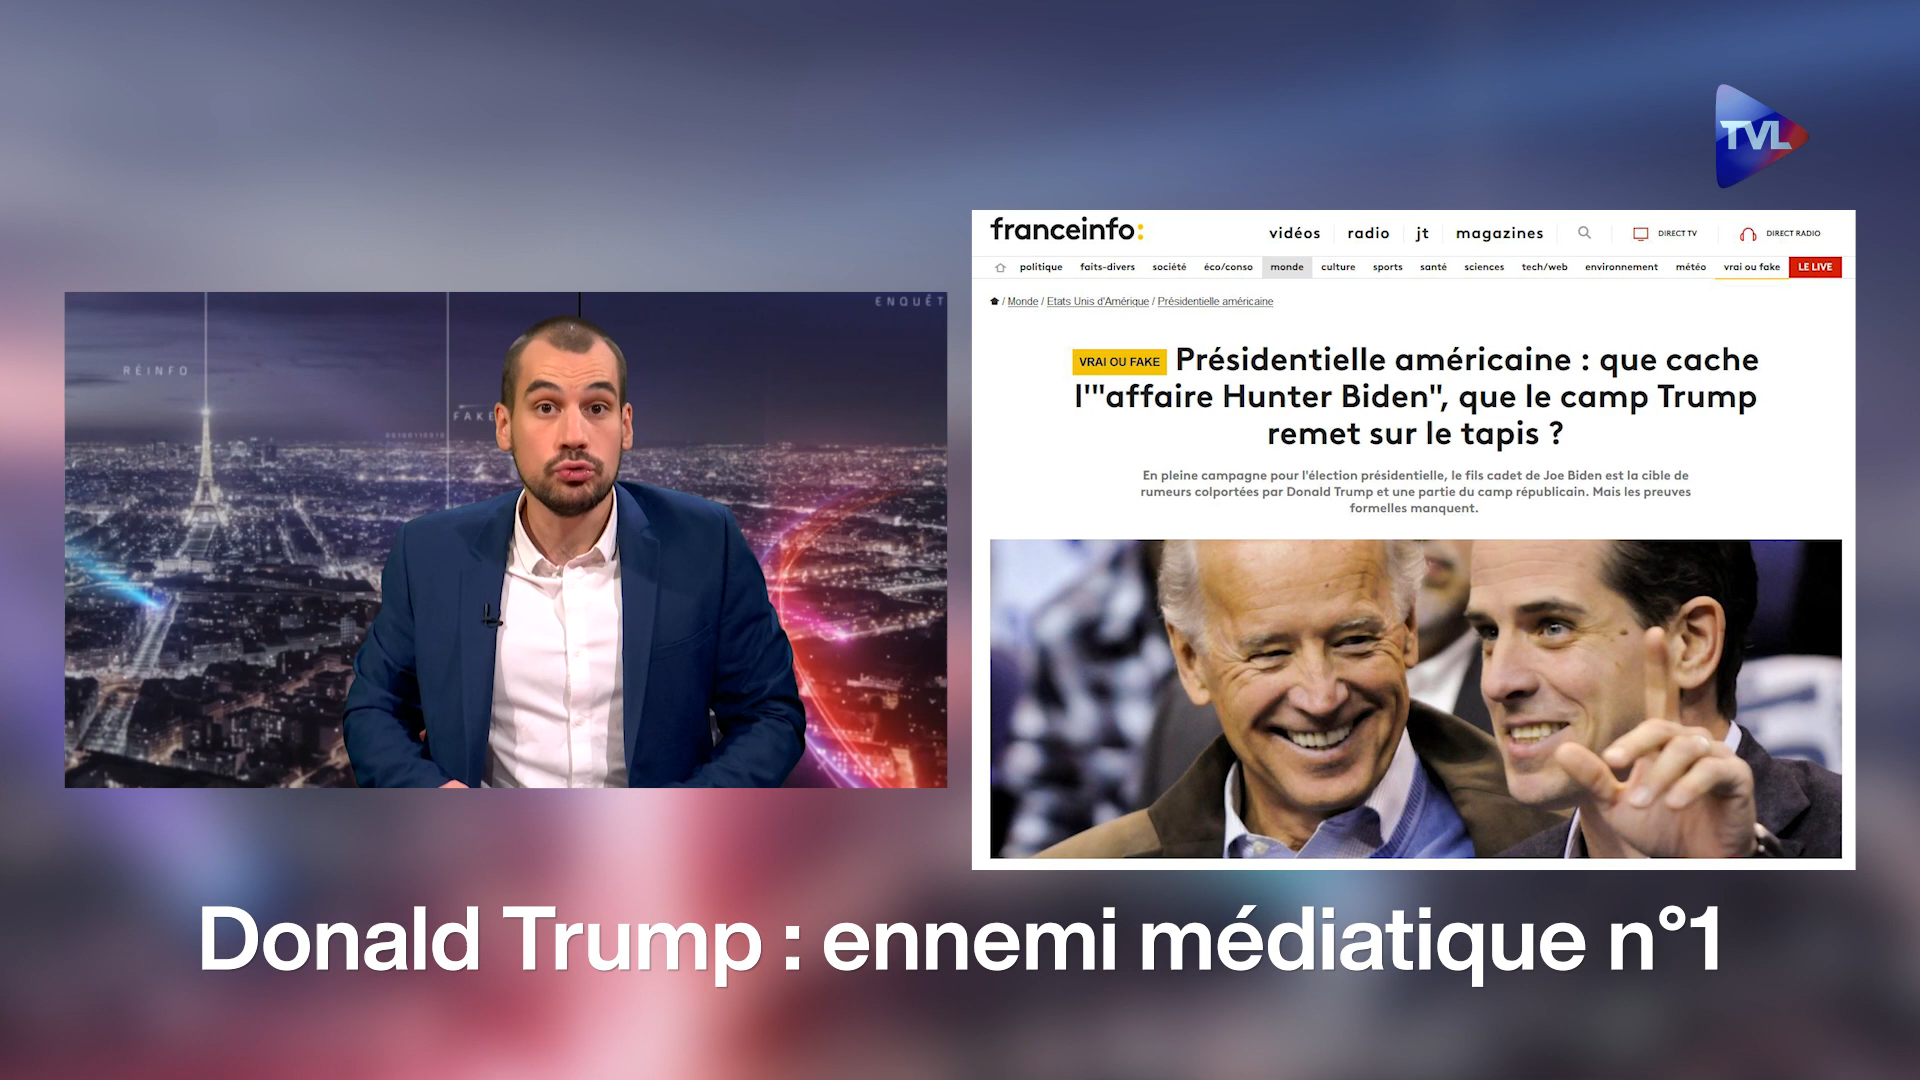 TVL
franceinfo:
vidéos radio jt magazines DIRECT TV DIRECT RADIO
politique faits-divers société éco/conso monde culture sports santé sciences tech/web environnement météo vrai ou fake LE LIVE
/ Monde / Etats Unis d'Amérique / Présidentielle américaine
VRAI OU FAKE Présidentielle américaine : que cache
l'"affaire Hunter Biden", que le camp Trump
remet sur le tapis ?
En pleine campagne pour l'élection présidentielle, le fils cadet de Joe Biden est la cible de
rumeurs colportées par Donald Trump et une partie du camp républicain. Mais les preuves
formelles manquent.
ENQUÊT
RÉINFO
FAKE
Donald Trump : ennemi médiatique n°1